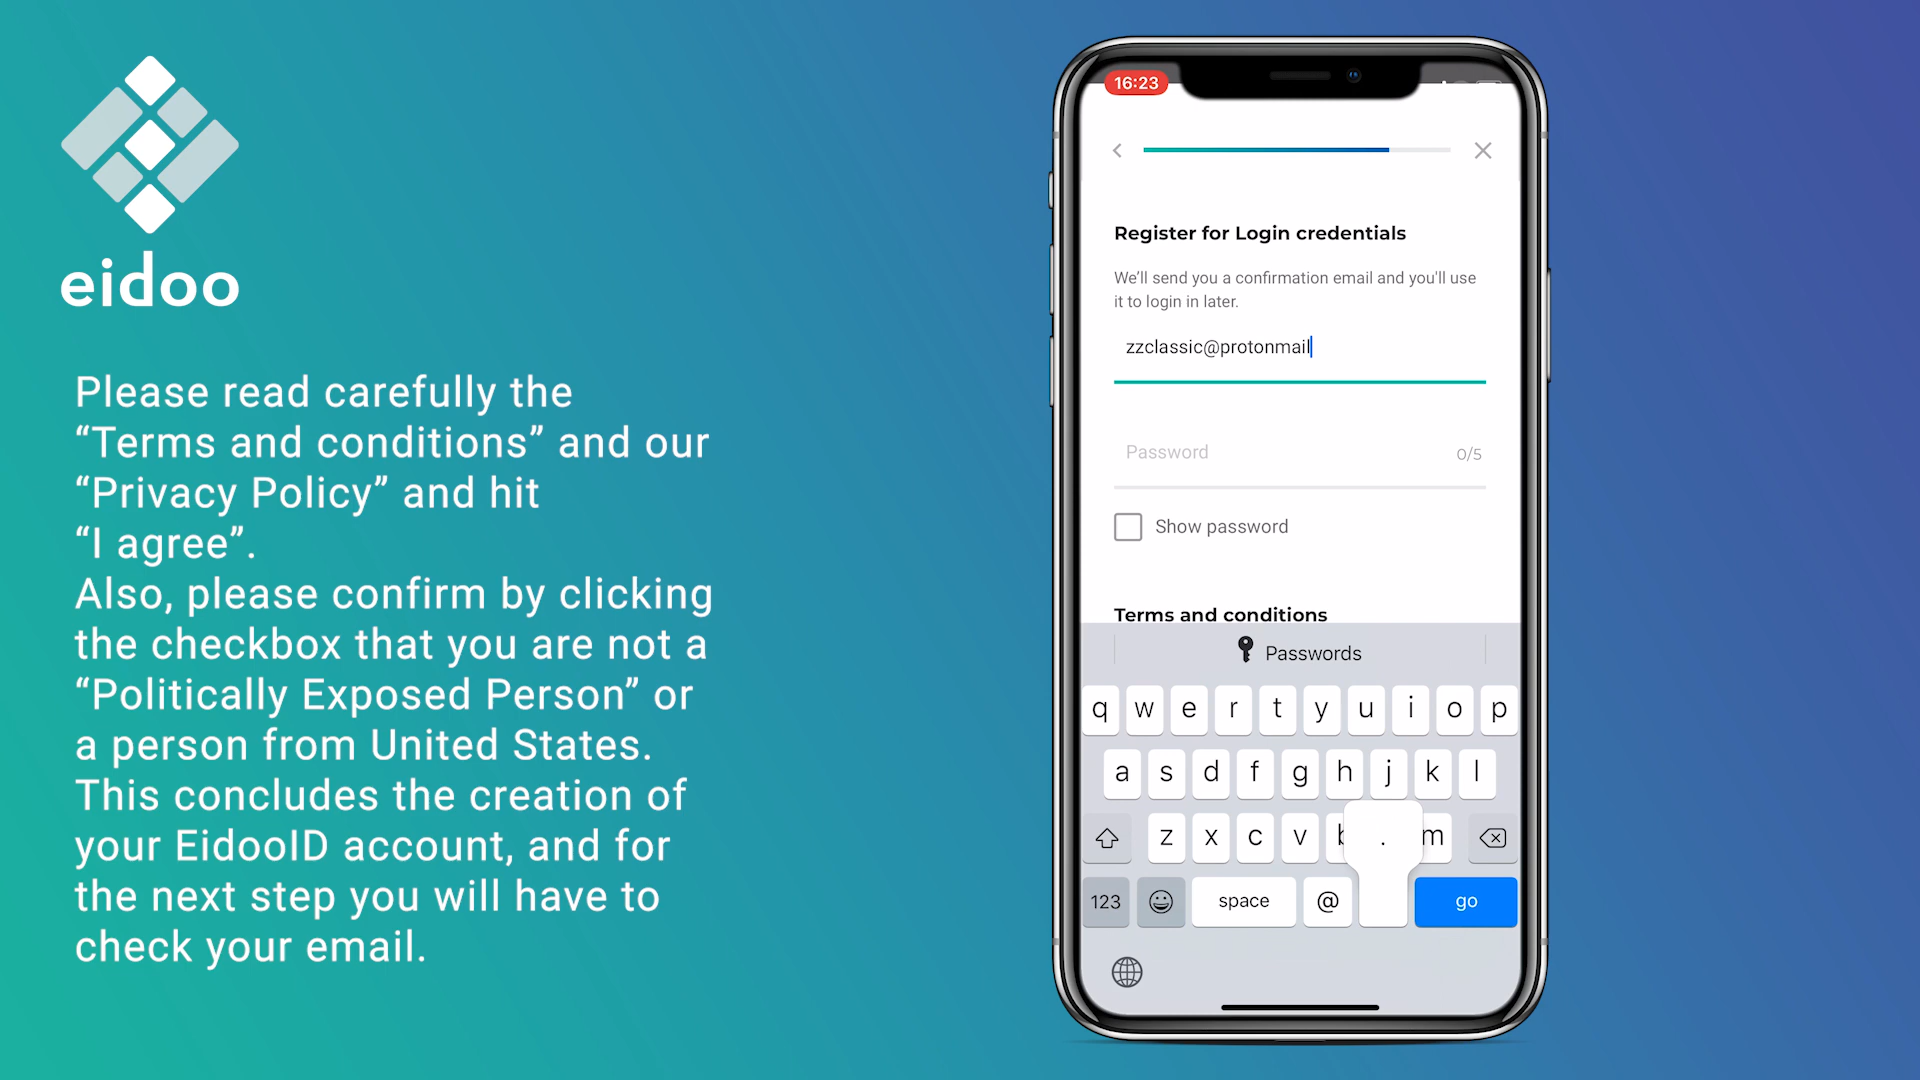 eidoo
Please read carefully the
“Terms and conditions” and our
“Privacy Policy” and hit
“I agree”.
Also, please confirm by clicking
the checkbox that you are not a
“Politically Exposed Person” or
a person from United States.
This concludes the creation of
your EidooID account, and for
the next step you will have to
check your email.
16:23
Register for Login credentials
We’ll send you a confirmation email and you'll use
it to login in later.
zzclassic@protonmail
Password 0/5
Show password
Terms and conditions
Passwords
q w e r t y u i o p
a s d f g h j k l
z x c v b . m
123 space @ go